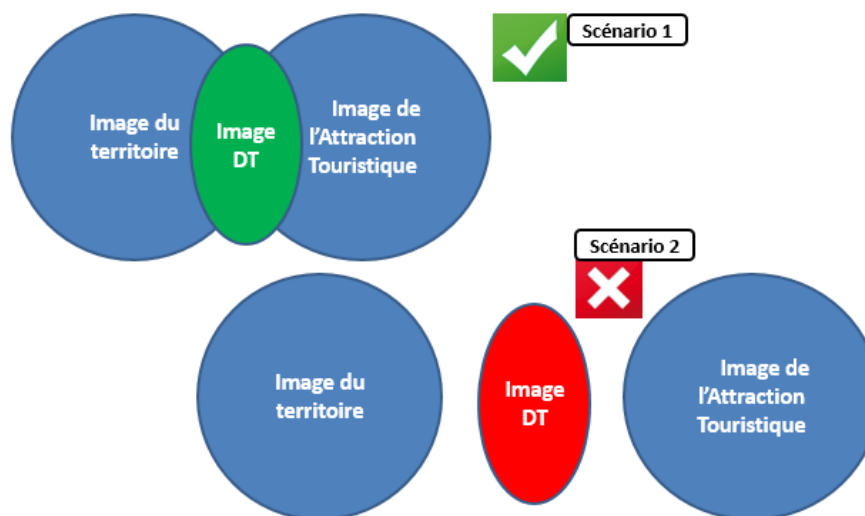 Scénario 1
Image du
territoire
Image
DT
Image de
l'Attraction
Touristique
Scénario 2
Image du
territoire
Image
DT
Image de
l'Attraction
Touristique